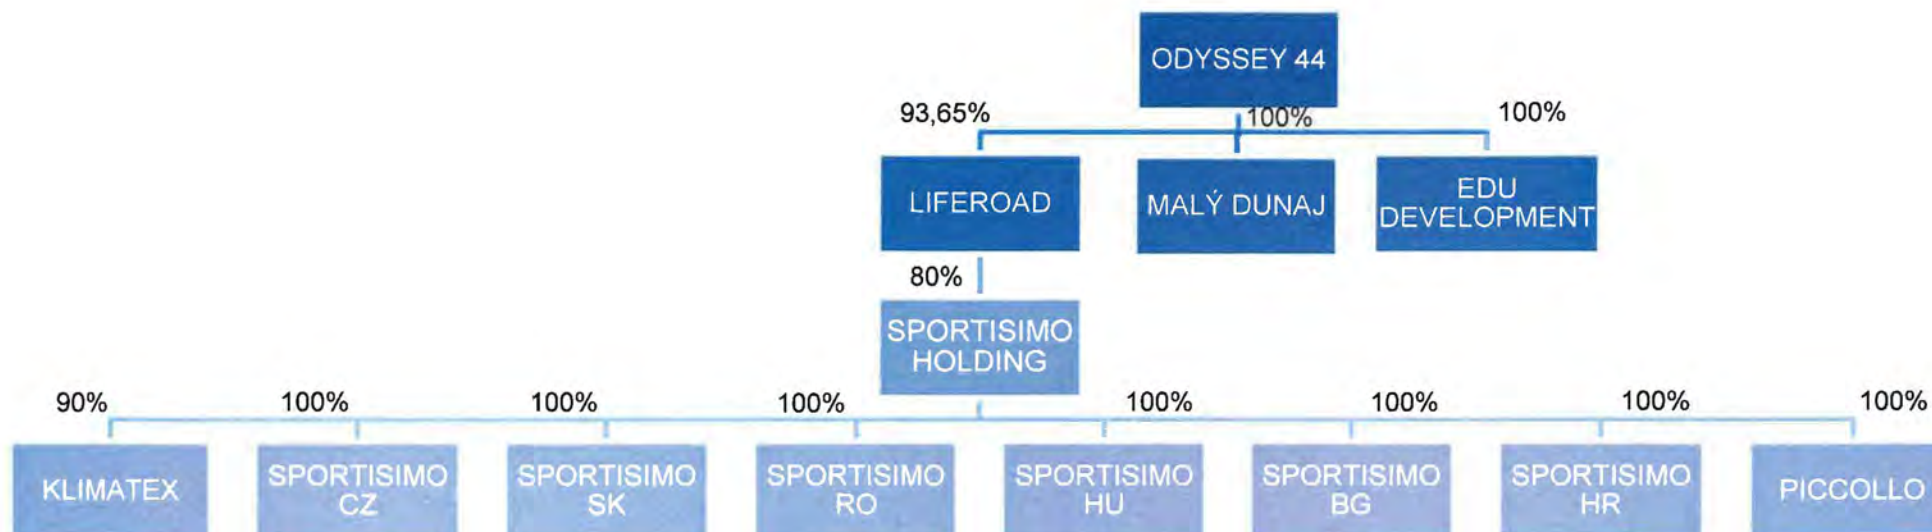 ODYSSEY 44
93,65%
100%
100%
LIFEROAD
MALÝ DUNAJ
EDU
DEVELOPMENT
80%
SPORTISIMO
HOLDING
90%
100%
100%
100%
100%
100%
100%
100%
KLIMATEX
SPORTISIMO
CZ
SPORTISIMO
SK
SPORTISIMO
RO
SPORTISIMO
HU
SPORTISIMO
BG
SPORTISIMO
HR
PICCOLLO